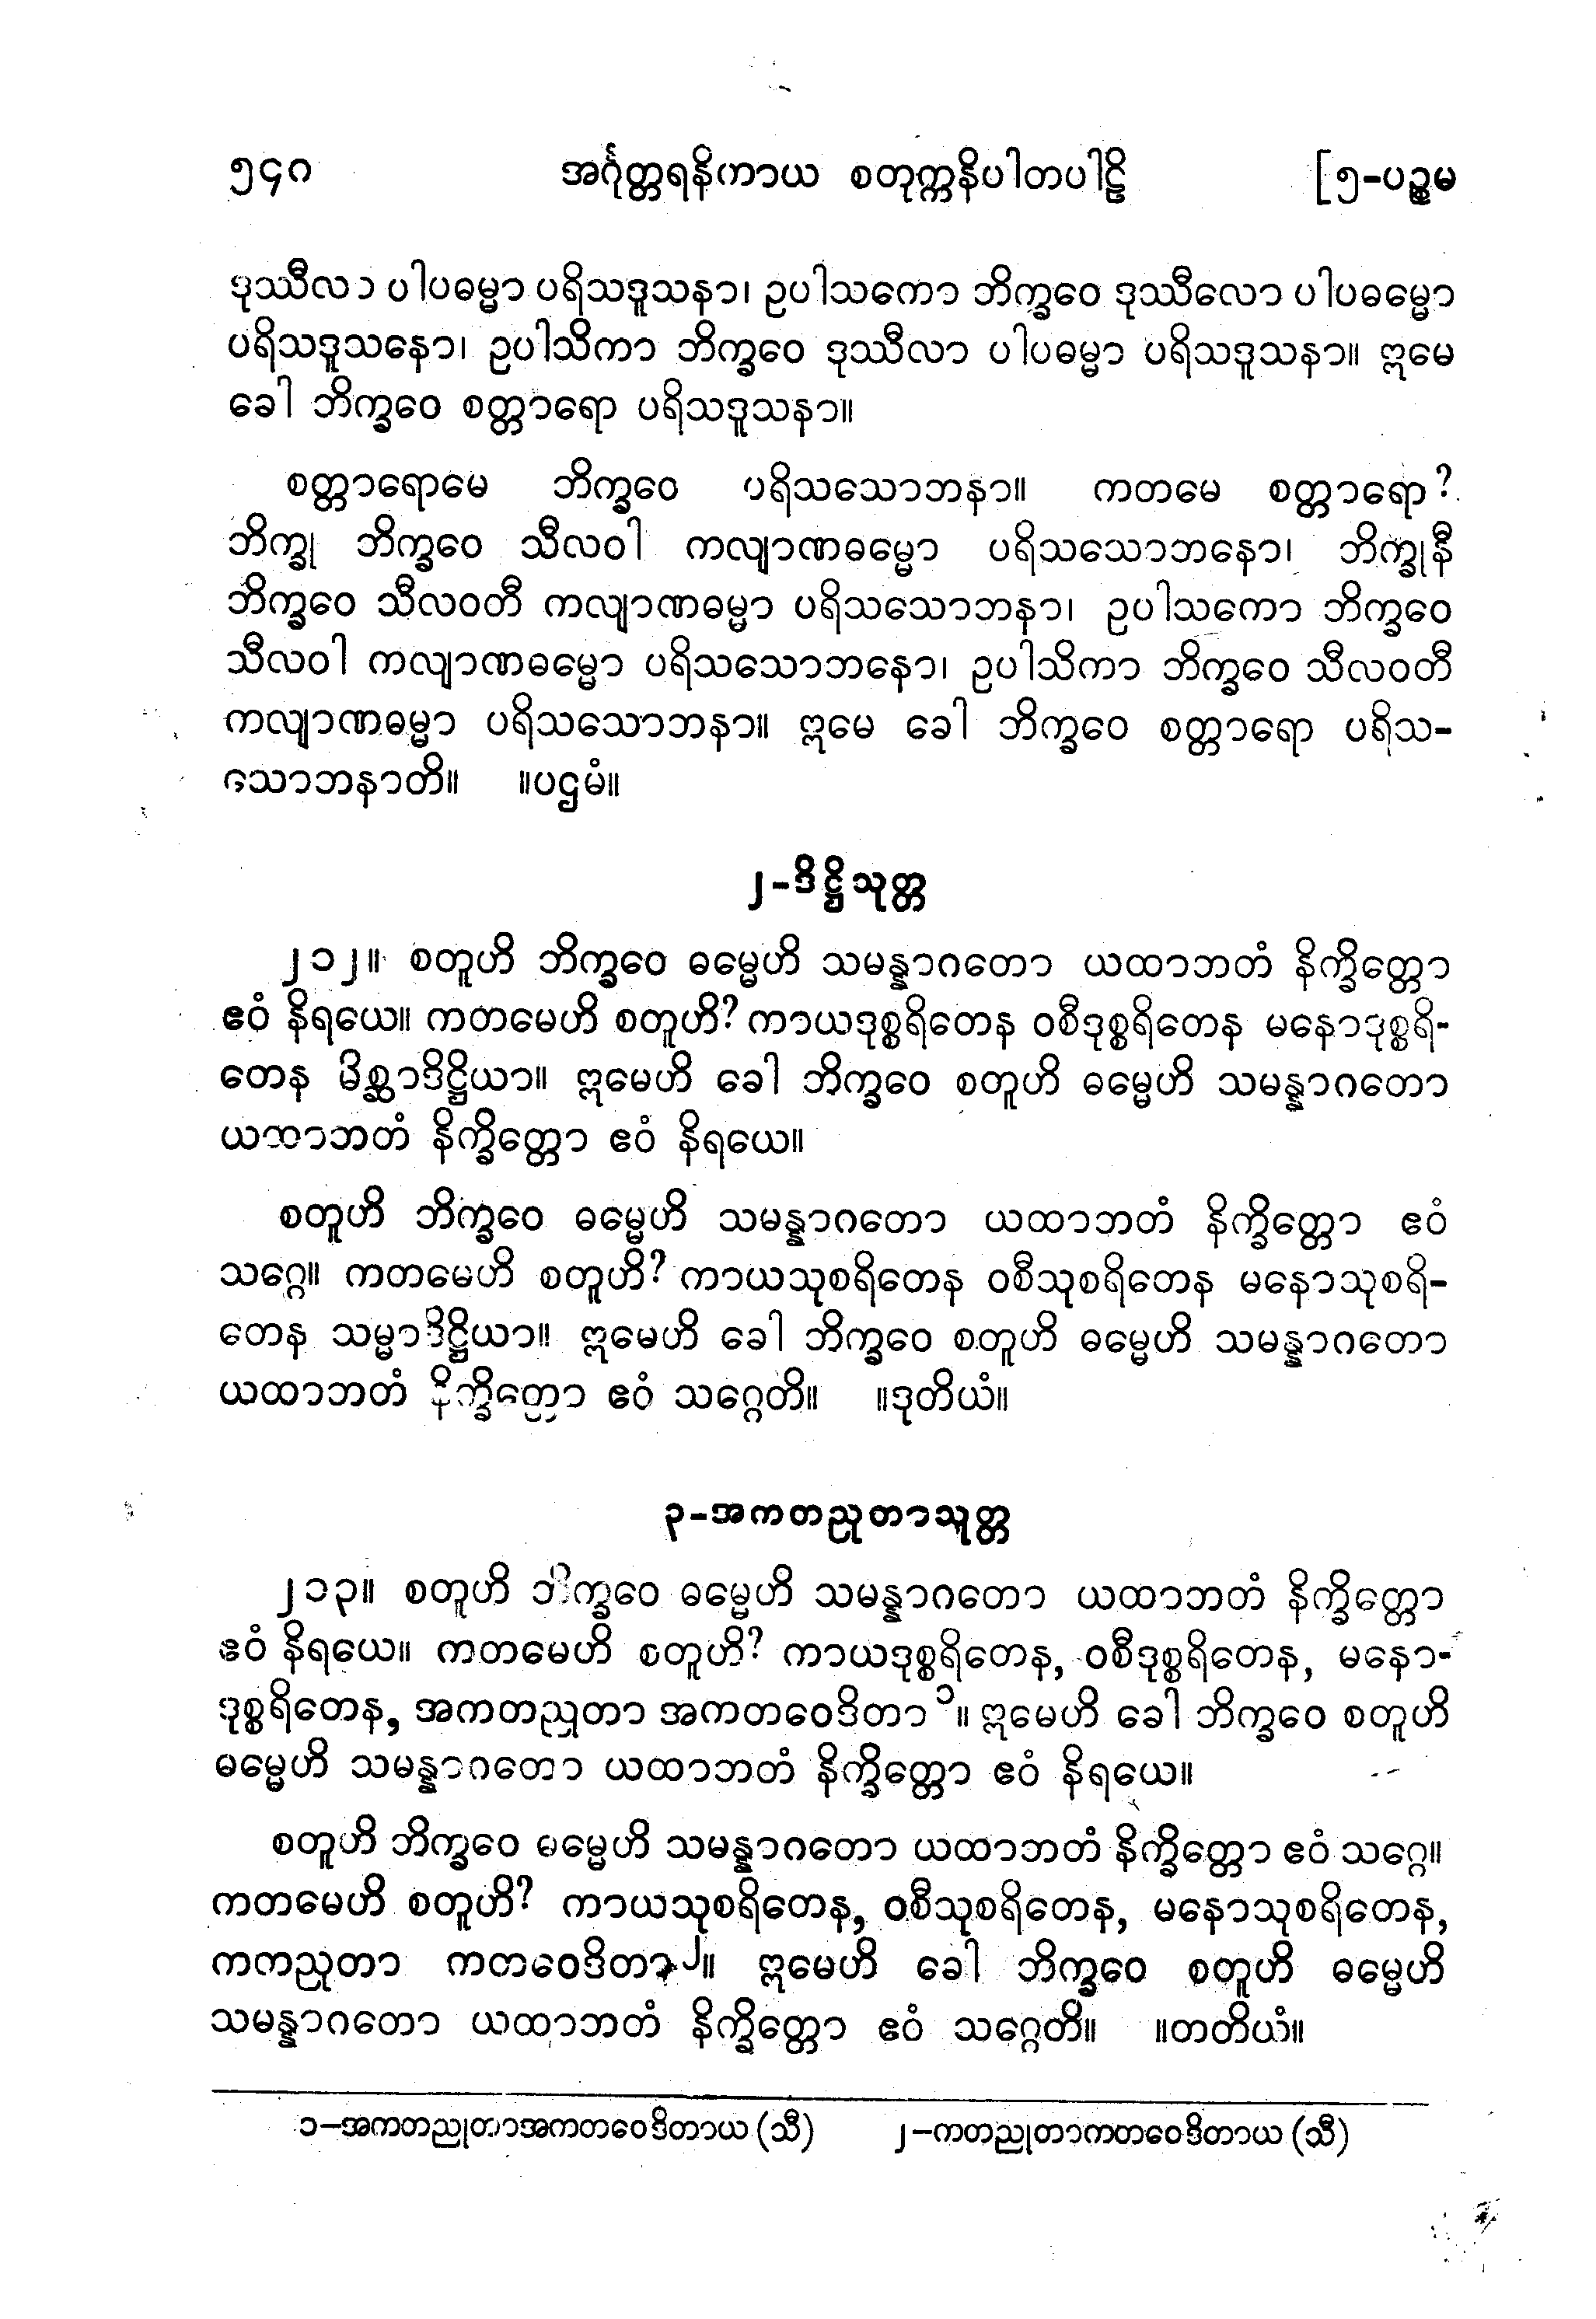 ၅၄၈ အင်္ဂုတ္တရနိကာယ စတုက္ကနိပါတပါဠိ [၅-ပဉ္စမ
ဒုဿီလာ ပါပဓမ္မာ ပရိသဒူသနာ၊ ဥပါသကော ဘိက္ခဝေ ဒုဿီလော ပါပဓမ္မော
ပရိသဒူသနော၊ ဥပါသိကာ ဘိက္ခဝေ ဒုဿီလာ ပါပဓမ္မာ ပရိသဒူသနာ။ ဣမေ
ခေါ ဘိက္ခဝေ စတ္တာရော ပရိသဒူသနာ။
စတ္တာရောမေ ဘိက္ခဝေ ပရိသသောဘနာ။ ကတမေ စတ္တာရော?
ဘိက္ခု ဘိက္ခဝေ သီလဝါ ကလျာဏဓမ္မော ပရိသသောဘနော၊ ဘိက္ခုနီ
ဘိက္ခဝေ သီလဝတီ ကလျာဏဓမ္မာ ပရိသသောဘနာ၊ ဥပါသကော ဘိက္ခဝေ
သီလဝါ ကလျာဏဓမ္မော ပရိသသောဘနော၊ ဥပါသိကာ ဘိက္ခဝေ သီလဝတီ
ကလျာဏဓမ္မာ ပရိသသောဘနာ။ ဣမေ ခေါ ဘိက္ခဝေ စတ္တာရော ပရိသ-
သောဘနာတိ။ ။ပဌမံ။
၂-ဒိဋ္ဌိသုတ္တ
၂၁၂။ စတူဟိ ဘိက္ခဝေ ဓမ္မေဟိ သမန္နာဂတော ယထာဘတံ နိက္ခိတ္တော
ဧဝံ နိရယေ။ ကတမေဟိ စတူဟိ? ကာယဒုစ္စရိတေန ဝစီဒုစ္စရိတေန မနောဒုစ္စရိ-
တေန မိစ္ဆာဒိဋ္ဌိယာ။ ဣမေဟိ ခေါ ဘိက္ခဝေ စတူဟိ ဓမ္မေဟိ သမန္နာဂတော
ယထာဘတံ နိက္ခိတ္တော ဧဝံ နိရယေ။
စတူဟိ ဘိက္ခဝေ ဓမ္မေဟိ သမန္နာဂတော ယထာဘတံ နိက္ခိတ္တော ဧဝံ
သဂ္ဂေ။ ကတမေဟိ စတူဟိ? ကာယသုစရိတေန ဝစီသုစရိတေန မနောသုစရိ-
တေန သမ္မာဒိဋ္ဌိယာ။ ဣမေဟိ ခေါ ဘိက္ခဝေ စတူဟိ ဓမ္မေဟိ သမန္နာဂတော
ယထာဘတံ နိက္ခိတ္တော ဧဝံ သဂ္ဂေတိ။ ။ဒုတိယံ။
၃-အကတညုတာသုတ္တ
၂၁၃။ စတူဟိ ဘိက္ခဝေ ဓမ္မေဟိ သမန္နာဂတော ယထာဘတံ နိက္ခိတ္တော
ဧဝံ နိရယေ။ ကတမေဟိ စတူဟိ? ကာယဒုစ္စရိတေန, ဝစီဒုစ္စရိတေန, မနော-
ဒုစ္စရိတေန, အကတညုတာ အကတဝေဒိတာ၁။ ဣမေဟိ ခေါ ဘိက္ခဝေ စတူဟိ
ဓမ္မေဟိ သမန္နာဂတော ယထာဘတံ နိက္ခိတ္တော ဧဝံ နိရယေ။
စတူဟိ ဘိက္ခဝေ ဓမ္မေဟိ သမန္နာဂတော ယထာဘတံ နိက္ခိတ္တော ဧဝံ သဂ္ဂေ။
ကတမေဟိ စတူဟိ? ကာယသုစရိတေန, ဝစီသုစရိတေန, မနောသုစရိတေန,
ကကညုတာ ကတဝေဒိတာ၂။ ဣမေဟိ ခေါ ဘိက္ခဝေ စတူဟိ ဓမ္မေဟိ
သမန္နာဂတော ယထာဘတံ နိက္ခိတ္တော ဧဝံ သဂ္ဂေတိ။ ။တတိယံ။
၁-အကတညုတာအကတဝေဒိတာယ (သီ) ၂-ကတညုတာကတဝေဒိတာယ (သီ)